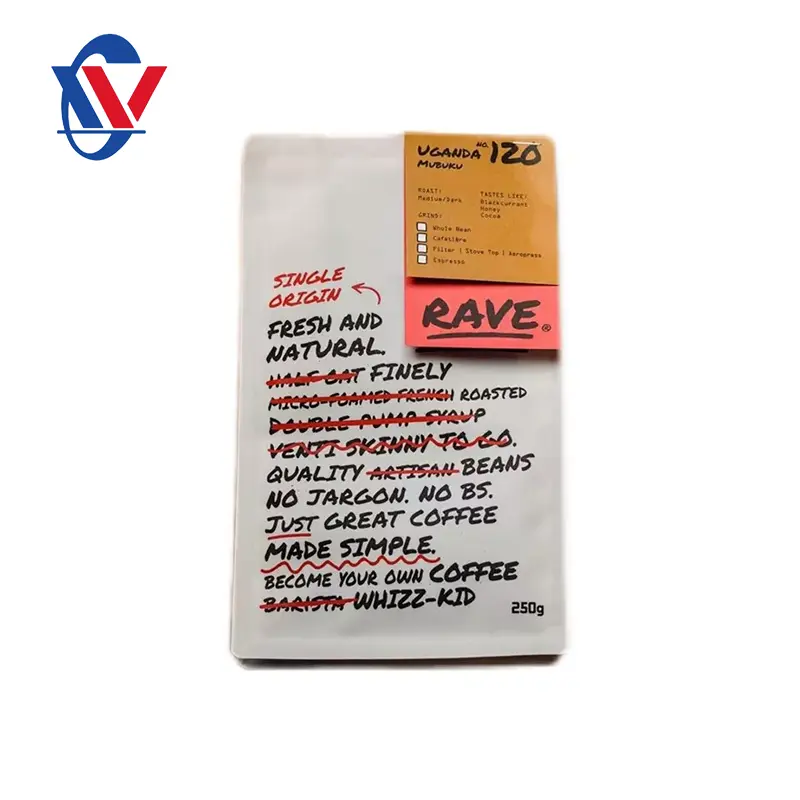 UGANDA NO. 120
MUBUKU
ROAST:
Medium/Dark
TASTES LIKE:
Blackcurrant
Honey
Cocoa
GRIND:
Whole Bean
Cafetière
Filter | Stove Top | Aeropress
Espresso
RAVE®
SINGLE
ORIGIN
FRESH AND
NATURAL.
HALF OAT FINELY
MICRO-FOAMED FRENCH ROASTED
DOUBLE PUMP SYRUP
VENTI SKINNY TO GO.
QUALITY ARTISAN BEANS
NO JARGON. NO BS.
JUST GREAT COFFEE
MADE SIMPLE.
BECOME YOUR OWN COFFEE
BARISTA WHIZZ-KID
250g